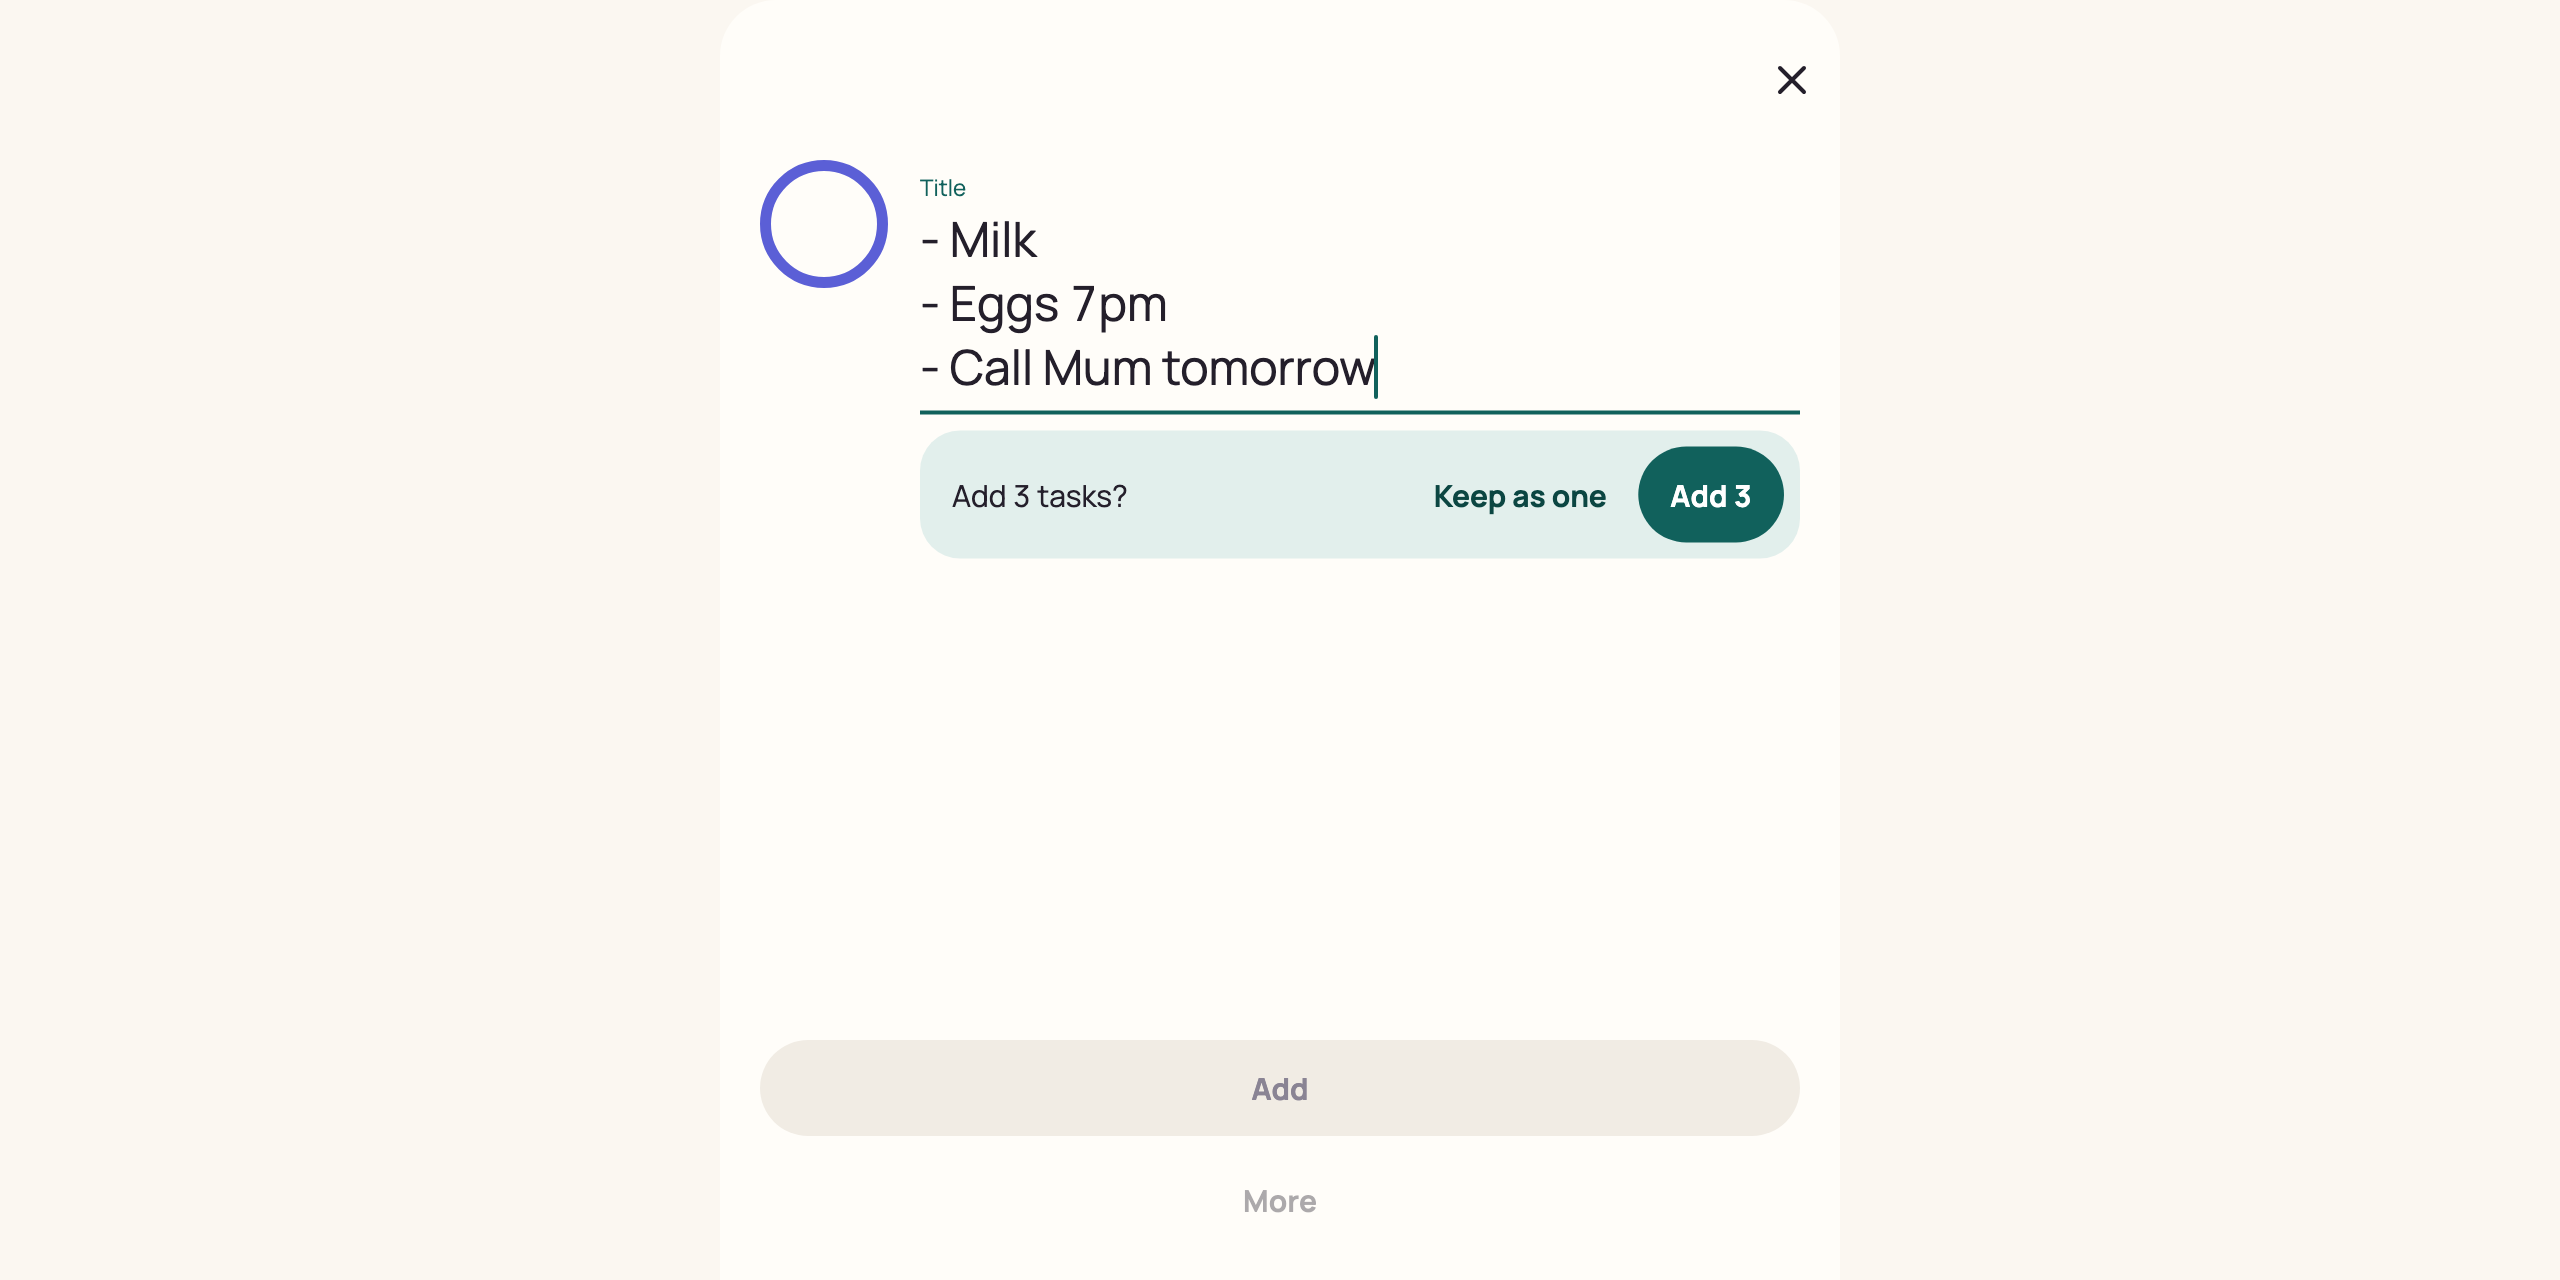 Title
- Milk
- Eggs 7pm
- Call Mum tomorrow
Add 3 tasks? Keep as one Add 3
Add
More